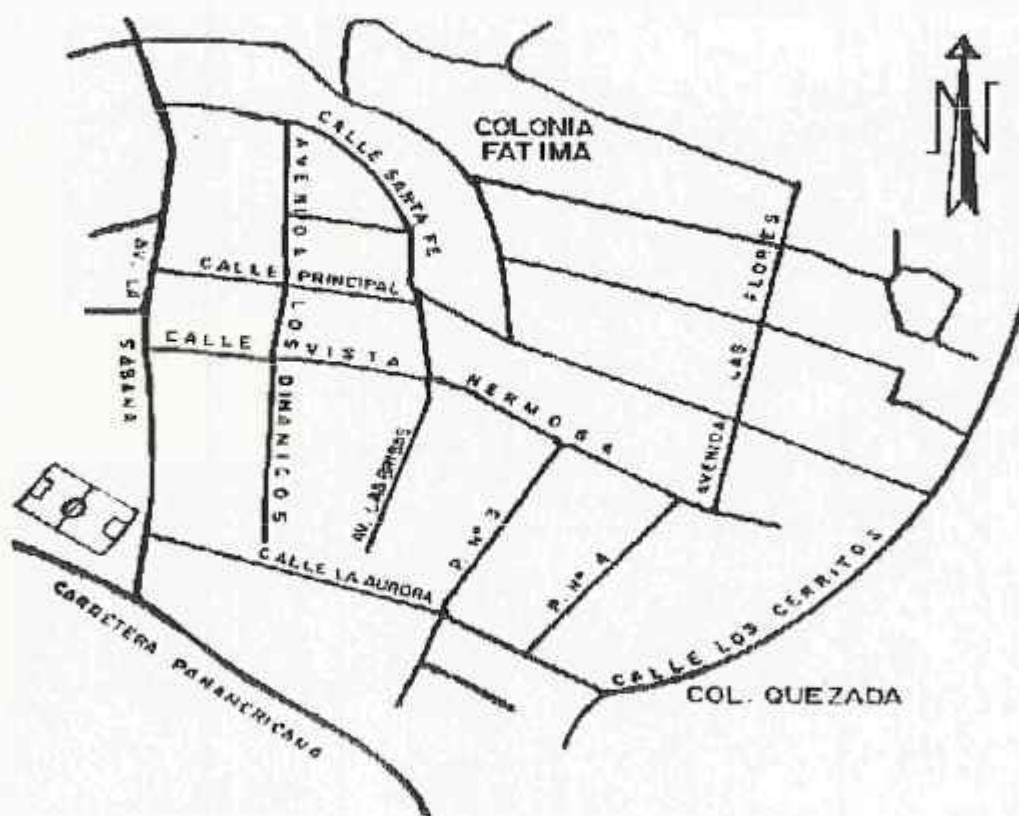 COLONIA
FATIMA
N
CALLE SANTA FE
AVENIDA LOS DINAMICOS
AV. LA SABANA
CALLE PRINCIPAL
CALLE VISTA HERMOSA
AVENIDA LAS FLORES
AV. LAS BRISAS
P Nº 3
P Nº 4
CALLE LA AURORA
CALLE LOS CERRITOS
CARRETERA PANAMERICANA
COL. QUEZADA